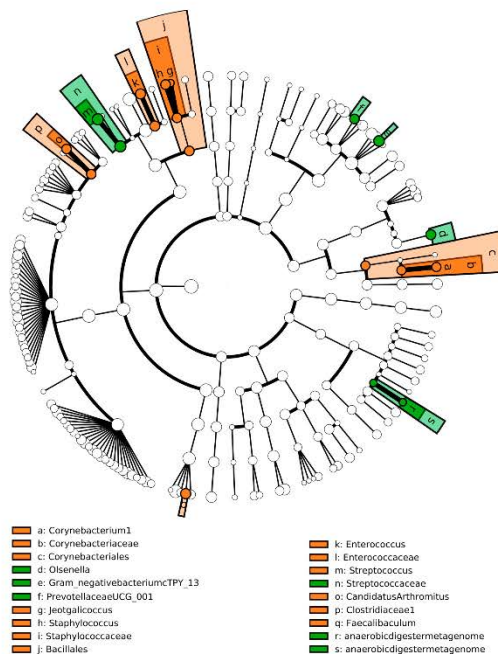 j
i
h g
l
k
n
m
p
o
f
e
d
c
b
a
r
s
a: Corynebacterium1
b: Corynebacteriaceae
c: Corynebacteriales
d: Olsenella
e: Gram_negativebacteriumcTPY_13
f: PrevotellaceaeUCG_001
g: Jeotgalicoccus
h: Staphylococcus
i: Staphylococcaceae
j: Bacillales
k: Enterococcus
l: Enterococcaceae
m: Streptococcus
n: Streptococcaceae
o: CandidatusArthromitus
p: Clostridiaceae1
q: Faecalibaculum
r: anaerobicdigestermetagenome
s: anaerobicdigestermetagenome